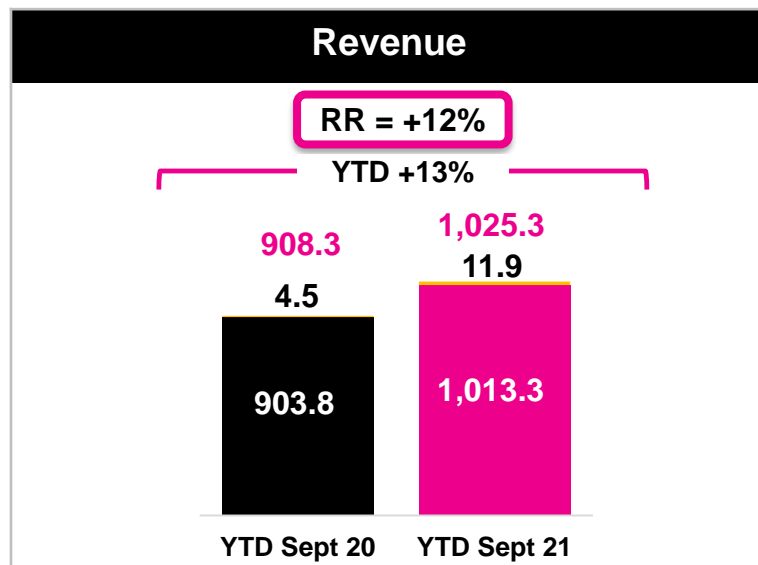 Revenue
RR = +12%
YTD +13%
908.3
1,025.3
4.5
11.9
903.8
1,013.3
YTD Sept 20
YTD Sept 21